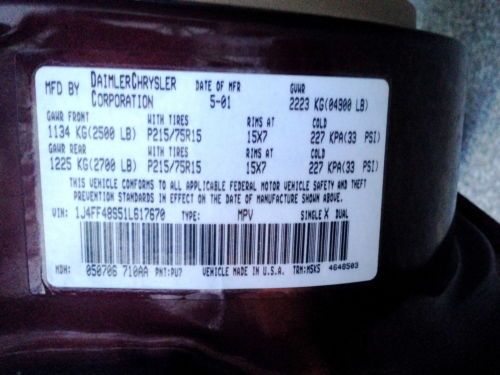 MFD BY DAIMLERCHRYSLER CORPORATION DATE OF MFR 5-01 GVWR 2223 KG(04900 LB)
GAWR FRONT WITH TIRES RIMS AT COLD
1134 KG(2500 LB) P215/75R15 15X7 227 KPA(33 PSI)
GAWR REAR WITH TIRES RIMS AT COLD
1225 KG(2700 LB) P215/75R15 15X7 227 KPA(33 PSI)
THIS VEHICLE CONFORMS TO ALL APPLICABLE FEDERAL MOTOR VEHICLE SAFETY AND THEFT
PREVENTION STANDARDS IN EFFECT ON THE DATE OF MANUFACTURE SHOWN ABOVE.
VIN: 1J4FF48S51L617670 TYPE: MPV SINGLE X DUAL
MDH: 050706 710AA PNT:PU7 VEHICLE MADE IN U.S.A. TRM:M5K5 4648503